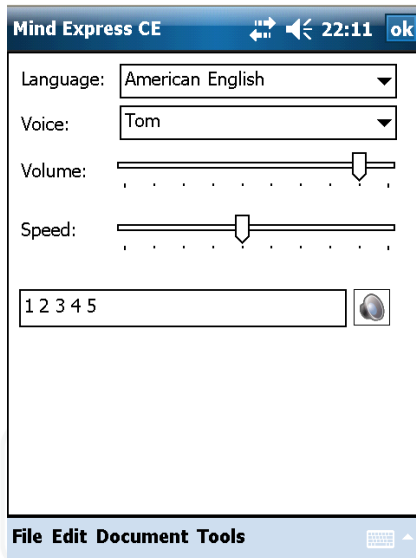 Mind Express CE 22:11 ok
Language: American English
Voice: Tom
Volume:
Speed:
1 2 3 4 5
File Edit Document Tools